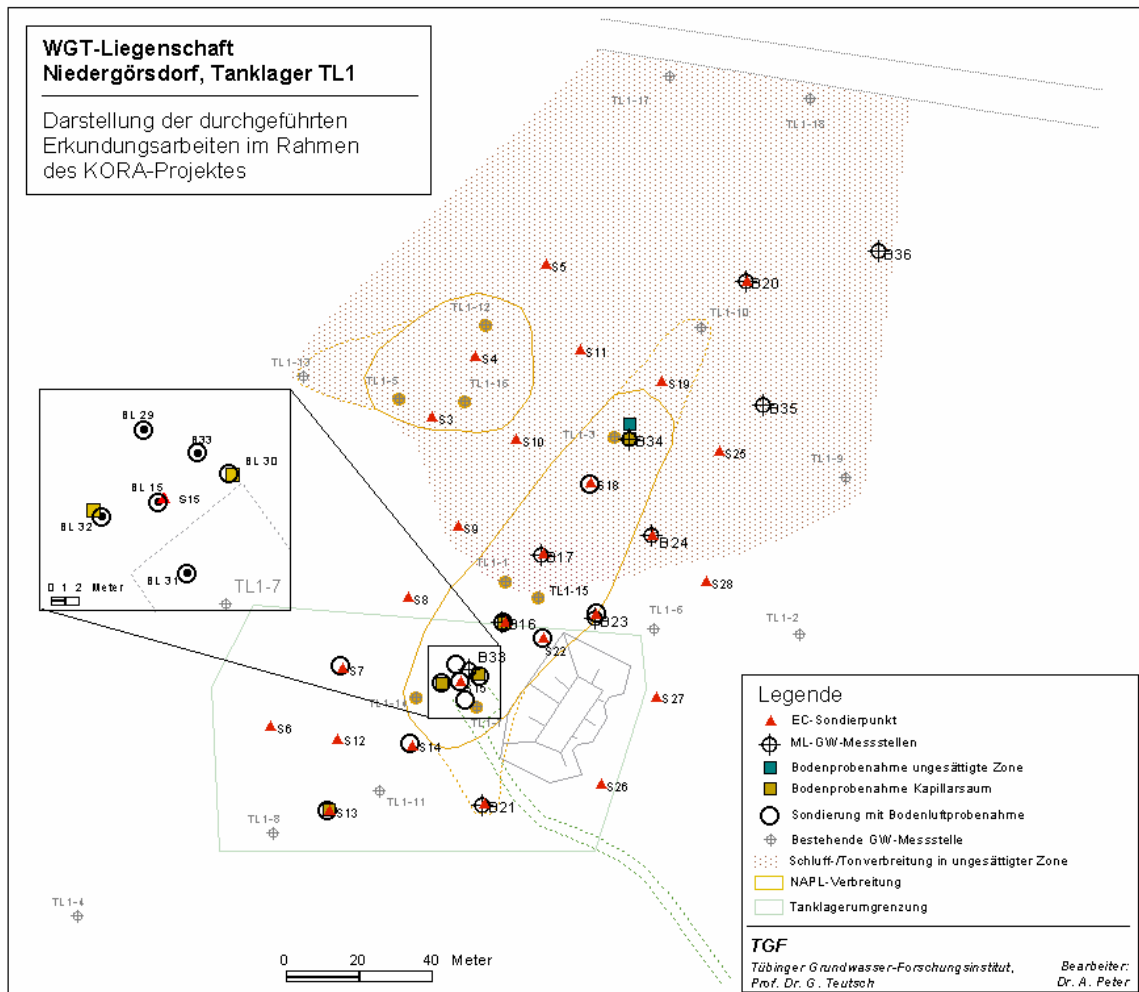 WGT-Liegenschaft
Niedergörsdorf, Tanklager TL1
Darstellung der durchgeführten
Erkundungsarbeiten im Rahmen
des KORA-Projektes
TL1-17
TL1-18
B36
S5
B20
TL1-12
TL1-10
S4
S11
TL1-13
S19
TL1-5
TL1-16
B35
S3
S10
TL1-3
B34
S25
TL1-9
S18
S9
B24
B17
TL1-1
S28
TL1-15
S8
B16
B23
TL1-6
TL1-2
S22
B33
S7
S15
TL1-14
TL1-1
S27
S6
S12
S14
S26
TL1-11
B21
S13
TL1-8
TL1-4
BL 29
B33
BL 30
BL 15
S15
BL 32
BL 31
0 1 2 Meter
TL1-7
0 20 40 Meter
Legende
EC-Sondierpunkt
ML-GW-Messstellen
Bodenprobenahme ungesättigte Zone
Bodenprobenahme Kapillarsaum
Sondierung mit Bodenluftprobenahme
Bestehende GW-Messstelle
Schluff-/Tonverbreitung in ungesättigter Zone
NAPL-Verbreitung
Tanklagerumgrenzung
TGF
Tübinger Grundwasser-Forschungsinstitut, Bearbeiter:
Prof. Dr. G. Teutsch Dr. A. Peter